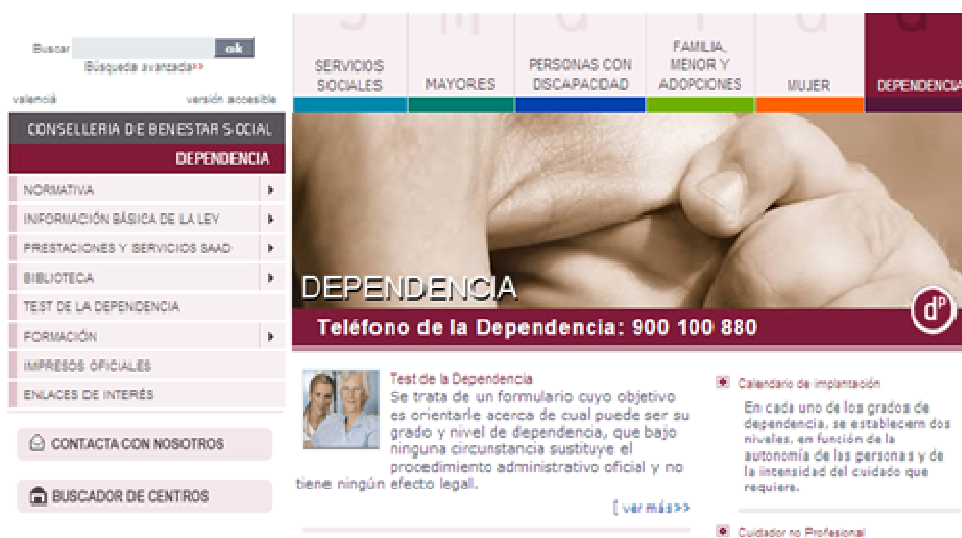 Buscar
ok
Búsqueda avanzada>>
valencià
versión accesible
SERVICIOS
SOCIALES
MAYORES
PERSONAS CON
DISCAPACIDAD
FAMILIA,
MENOR Y
ADOPCIONES
MUJER
DEPENDENCIA
CONSELLERIA DE BENESTAR SOCIAL
DEPENDENCIA
NORMATIVA
INFORMACIÓN BÁSICA DE LA LEY
PRESTACIONES Y SERVICIOS SAAD
BIBLIOTECA
TEST DE LA DEPENDENCIA
FORMACIÓN
IMPRESOS OFICIALES
ENLACES DE INTERÉS
CONTACTA CON NOSOTROS
BUSCADOR DE CENTROS
DEPENDENCIA
dP
Teléfono de la Dependencia: 900 100 880
Test de la Dependencia
Se trata de un formulario cuyo objetivo
es orientarle acerca de cual puede ser su
grado y nivel de dependencia, que bajo
ninguna circunstancia sustituye el
procedimiento administrativo oficial y no
tiene ningún efecto legall.
[ ver más>>
Calendario de implantación
En cada uno de los grados de
dependencia, se establecern dos
niveles, en función de la
autonomía de las personas y de
la intensidad del cuidado que
requiere.
Cuidador no Profesional